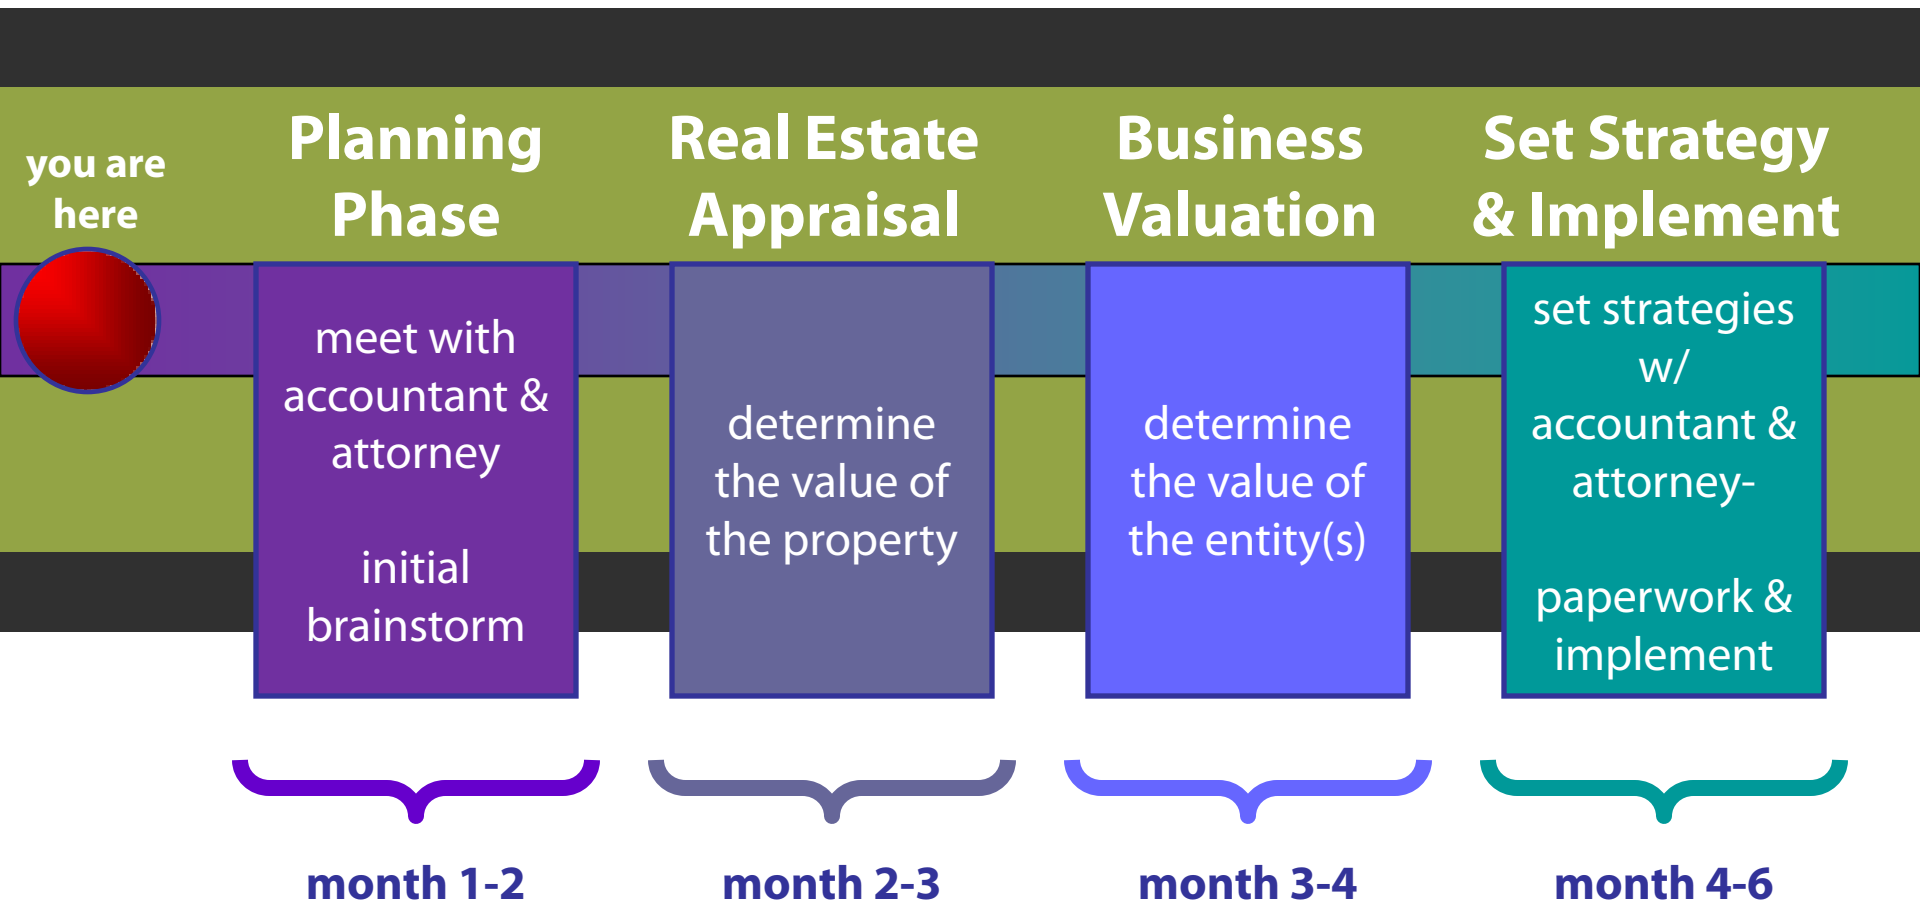 you are
here
Planning
Phase
meet with
accountant &
attorney
initial
brainstorm
month 1-2
Real Estate
Appraisal
determine
the value of
the property
month 2-3
Business
Valuation
determine
the value of
the entity(s)
month 3-4
Set Strategy
& Implement
set strategies
w/
accountant &
attorney-
paperwork &
implement
month 4-6